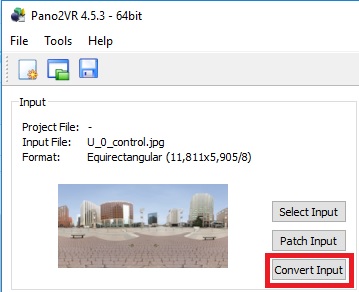 Pano2VR 4.5.3 - 64bit
File Tools Help
Input
Project File: -
Input File: U_0_control.jpg
Format: Equirectangular (11,811x5,905/8)
Select Input
Patch Input
Convert Input